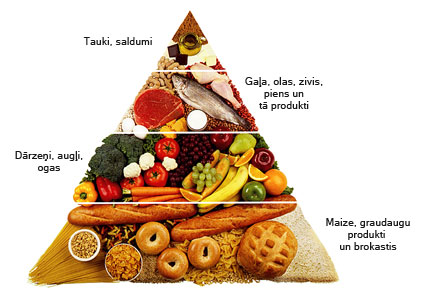 Tauki, saldumi
Gaļa, olas, zivis,
piens un
tā produkti
Dārzeņi, augļi,
ogas
Maize, graudaugu
produkti
un brokastis